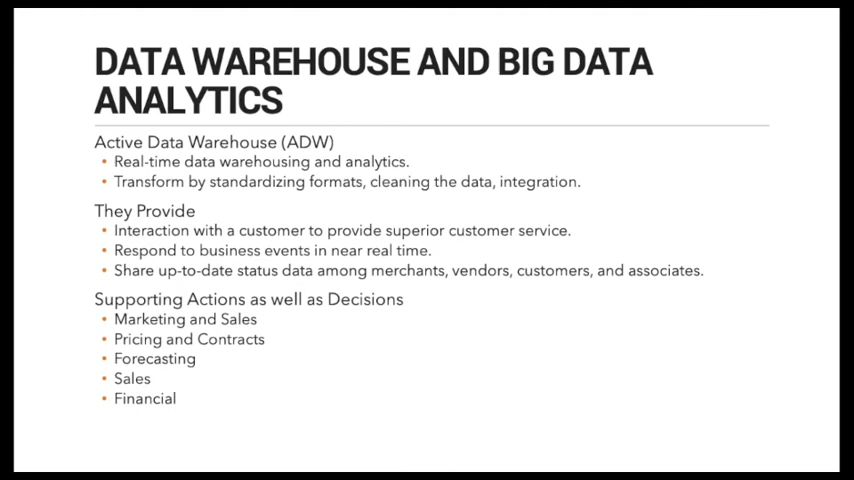 DATA WAREHOUSE AND BIG DATA
ANALYTICS
Active Data Warehouse (ADW)
• Real-time data warehousing and analytics.
• Transform by standardizing formats, cleaning the data, integration.
They Provide
• Interaction with a customer to provide superior customer service.
• Respond to business events in near real time.
• Share up-to-date status data among merchants, vendors, customers, and associates.
Supporting Actions as well as Decisions
• Marketing and Sales
• Pricing and Contracts
• Forecasting
• Sales
• Financial